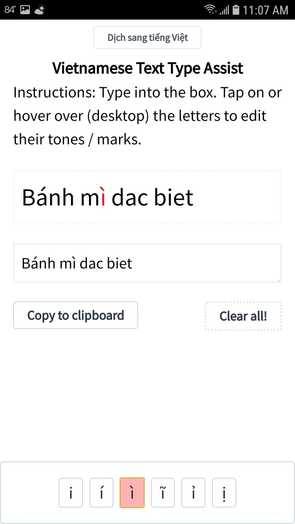 84° 11:07 AM
Dịch sang tiếng Việt
Vietnamese Text Type Assist
Instructions: Type into the box. Tap on or
hover over (desktop) the letters to edit
their tones / marks.
Bánh mì dac biet
Bánh mì dac biet
Copy to clipboard Clear all!
i í ì ĩ ỉ ị